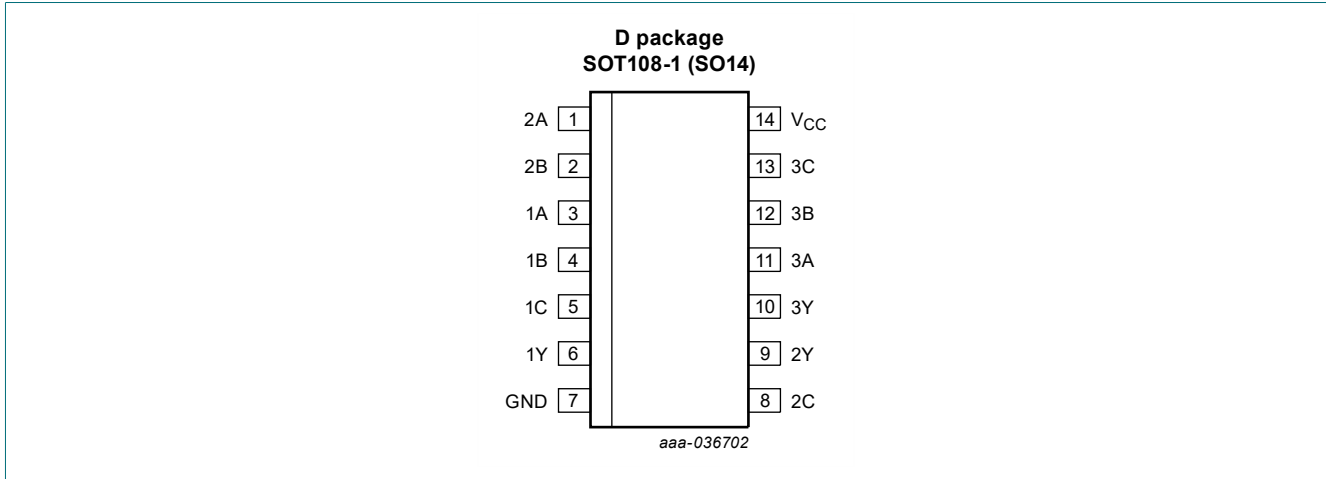 D package
SOT108-1 (SO14)
2A 1 14 VCC
2B 2 13 3C
1A 3 12 3B
1B 4 11 3A
1C 5 10 3Y
1Y 6 9 2Y
GND 7 8 2C
aaa-036702